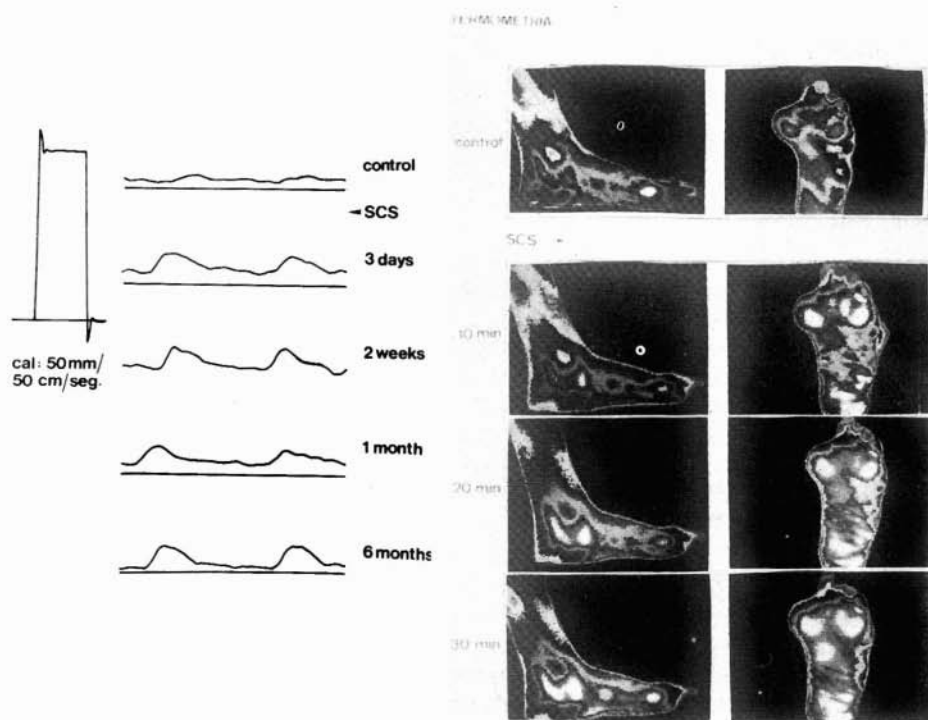 control
SCS
3 days
cal: 50mm/
50 cm/seg.
2 weeks
1 month
6 months
TERMOMETRIA
control
SCS
10 min
20 min
30 min